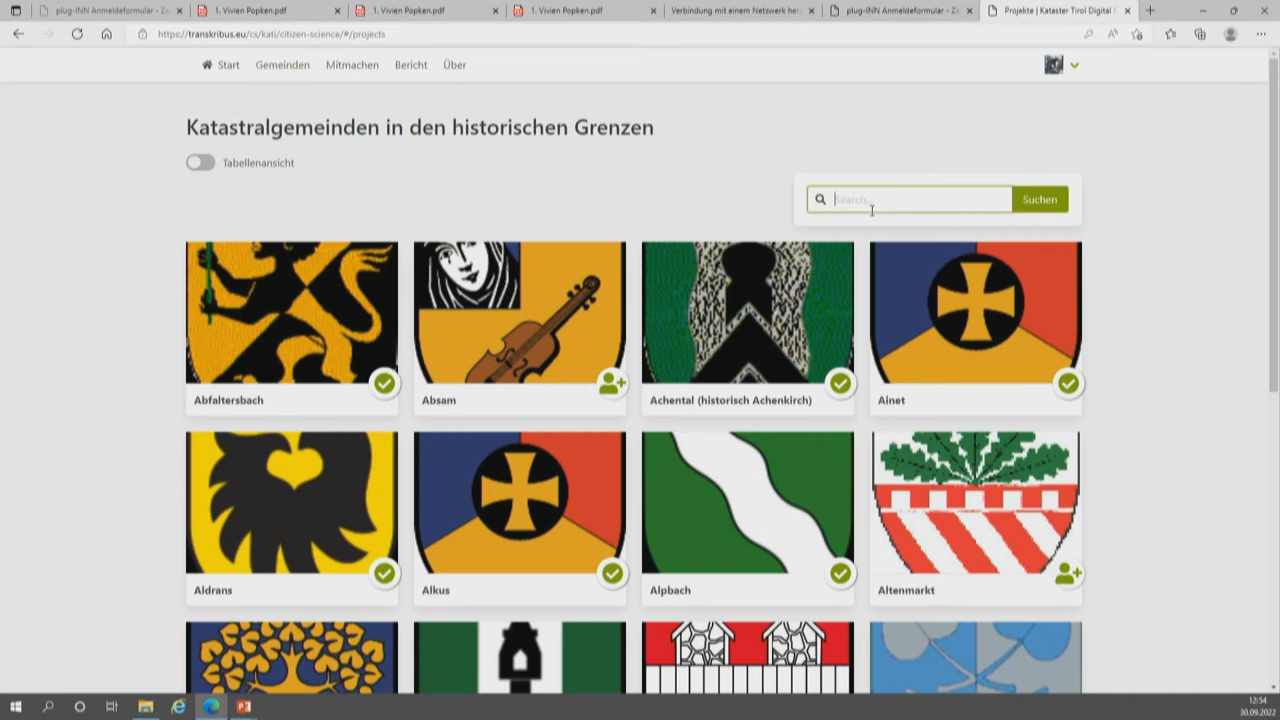 plug-INN Anmeldeformular - Z
1. Vivien Popken.pdf
1. Vivien Popken.pdf
1. Vivien Popken.pdf
Verbindung mit einem Netzwerk her
plug-INN Anmeldeformular - Z
Projekte | Kataster Tirol Digital
https://transkribus.eu/cs/kati/citizen-science/#/projects
Start Gemeinden Mitmachen Bericht Über
Katastralgemeinden in den historischen Grenzen
Tabellenansicht
Search...
Suchen
Abfaltersbach
Absam
Achental (historisch Achenkirch)
Ainet
Aldrans
Alkus
Alpbach
Altenmarkt
12:54
30.09.2022